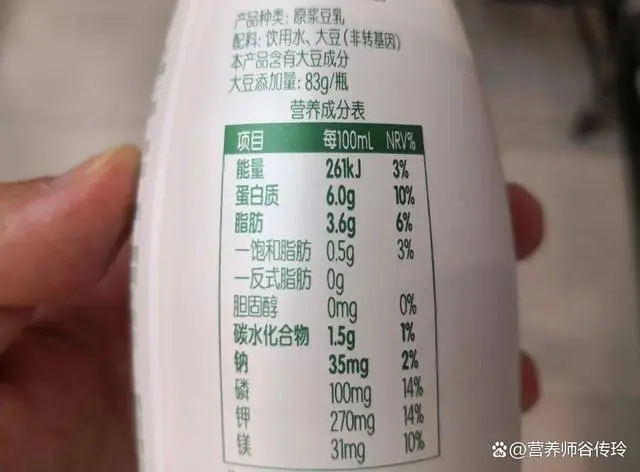 产品种类：原浆豆乳
配料：饮用水、大豆（非转基因）
本产品含有大豆成分
大豆添加量：83g/瓶
营养成分表
项目 每100mL NRV%
能量 261kJ 3%
蛋白质 6.0g 10%
脂肪 3.6g 6%
—饱和脂肪 0.5g 3%
—反式脂肪 0g
胆固醇 0mg 0%
碳水化合物 1.5g 1%
钠 35mg 2%
磷 100mg 14%
钾 270mg 14%
镁 31mg 10%
@营养师谷传玲